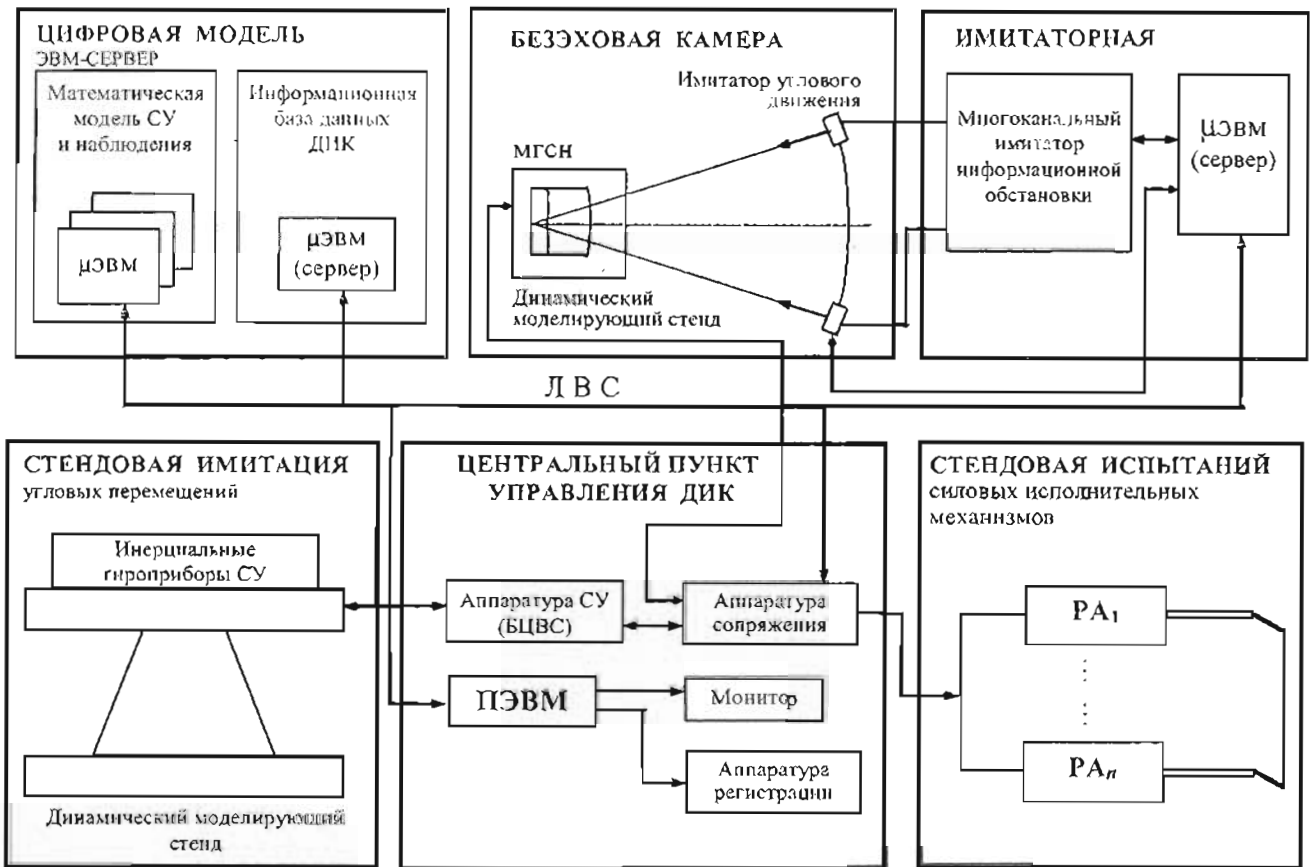 ЦИФРОВАЯ МОДЕЛЬ
ЭВМ-СЕРВЕР
Математическая
модель СУ
и наблюдения
μЭВМ
Информационная
база данных
ДИК
μЭВМ
(сервер)
БЕЗЭХОВАЯ КАМЕРА
Имитатор углового
движения
МГСН
Динамический
моделирующий стенд
ИМИТАТОРНАЯ
Многоканальный
имитатор
информационной
обстановки
μЭВМ
(сервер)
ЛВС
СТЕНДОВАЯ ИМИТАЦИЯ
угловых перемещений
Инерциальные
гироприборы СУ
Динамический моделирующий
стенд
ЦЕНТРАЛЬНЫЙ ПУНКТ
УПРАВЛЕНИЯ ДИК
Аппаратура СУ
(БЦВС)
Аппаратура
сопряжения
ПЭВМ
Монитор
Аппаратура
регистрации
СТЕНДОВАЯ ИСПЫТАНИЙ
силовых исполнительных
механизмов
РА1
РАn